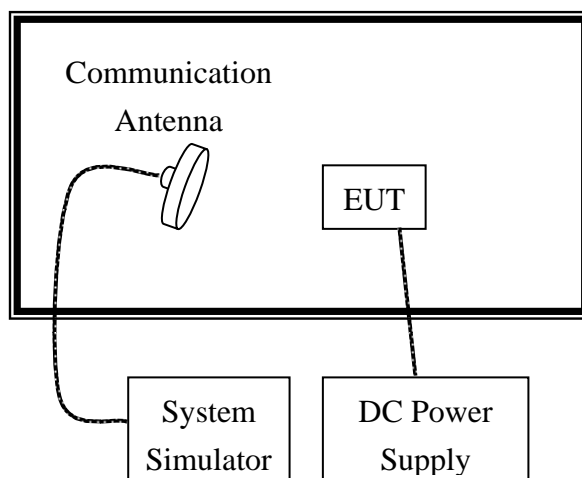 Communication
Antenna
EUT
System
Simulator
DC Power
Supply